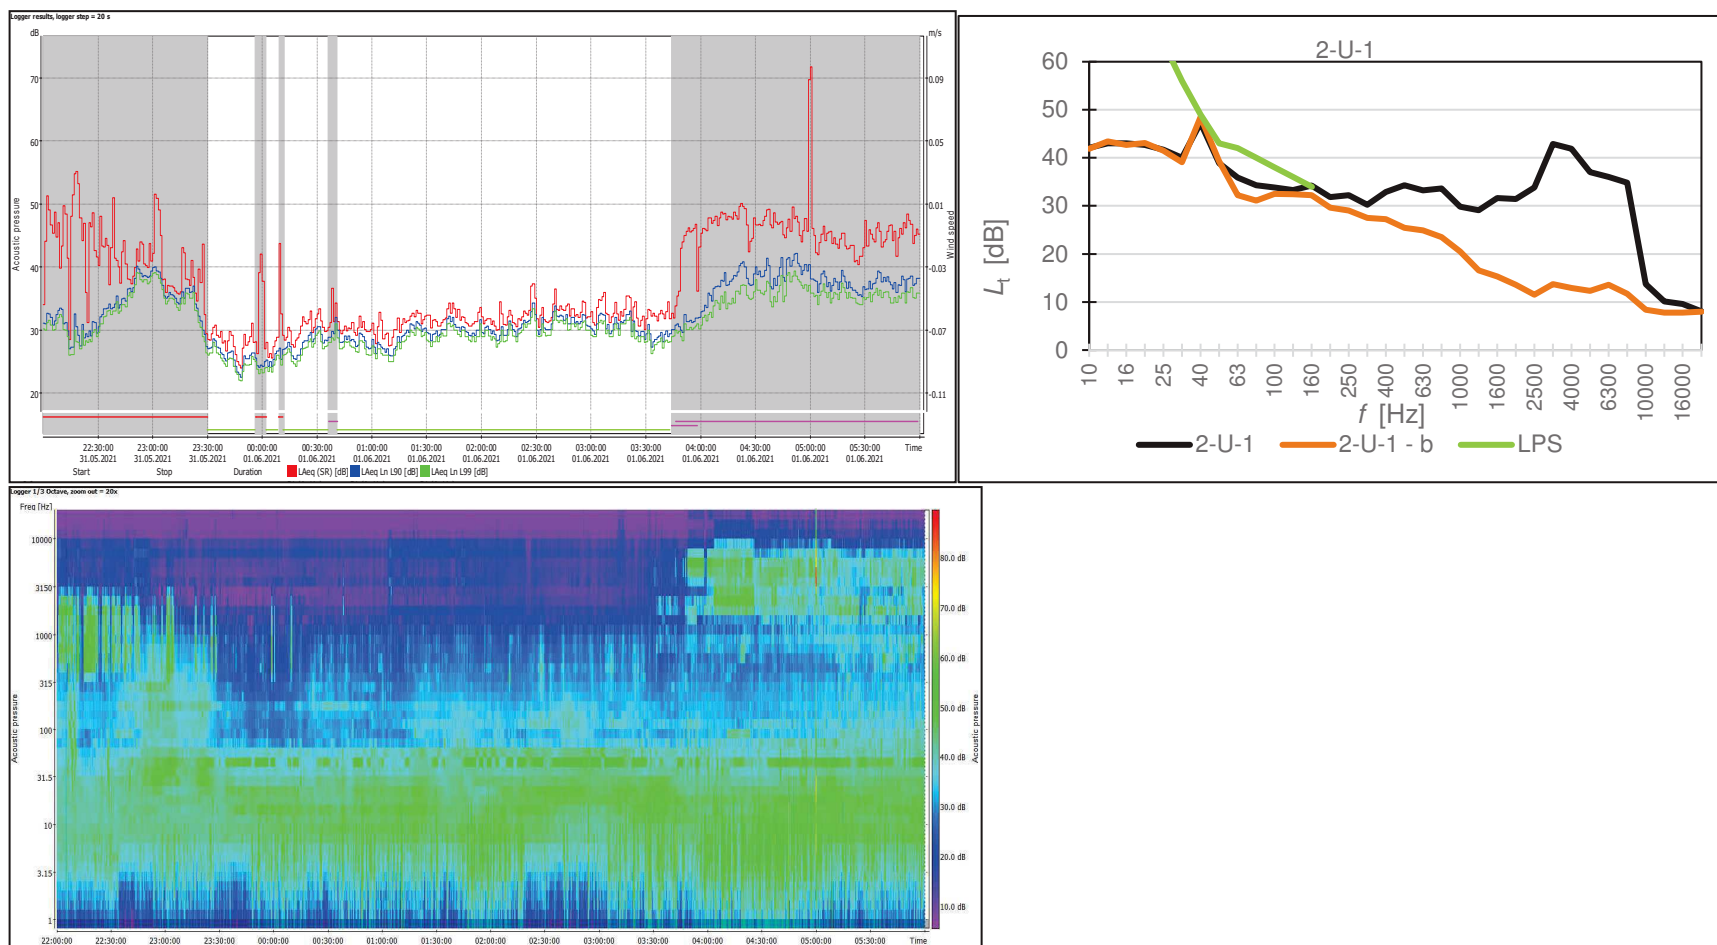 Logger results, logger step = 20 s
dB
m/s
70
60
50
40
30
20
0.09
0.05
0.01
-0.03
-0.07
-0.11
Acoustic pressure
Wind speed
22:30:00 23:00:00 23:30:00 00:00:00 00:30:00 01:00:00 01:30:00 02:00:00 02:30:00 03:00:00 03:30:00 04:00:00 04:30:00 05:00:00 05:30:00 Time
31.05.2021 31.05.2021 31.05.2021 01.06.2021 01.06.2021 01.06.2021 01.06.2021 01.06.2021 01.06.2021 01.06.2021 01.06.2021 01.06.2021 01.06.2021 01.06.2021 01.06.2021
Start Stop Duration LAeq (SR) [dB] LAeq Ln L90 [dB] LAeq Ln L99 [dB]
2-U-1
60
50
40
30
20
10
0
Lt [dB]
10 16 25 40 63 100 160 250 400 630 1000 1600 2500 4000 6300 10000 16000
f [Hz]
2-U-1 2-U-1 - b LPS
Logger 1/3 Octave, zoom out = 20x
Freq [Hz]
10000
3150
1000
315
100
31.5
10
3.15
1
Acoustic pressure
80.0 dB
70.0 dB
60.0 dB
50.0 dB
40.0 dB
30.0 dB
20.0 dB
10.0 dB
Acoustic pressure
22:00:00 22:30:00 23:00:00 23:30:00 00:00:00 00:30:00 01:00:00 01:30:00 02:00:00 02:30:00 03:00:00 03:30:00 04:00:00 04:30:00 05:00:00 05:30:00 Time